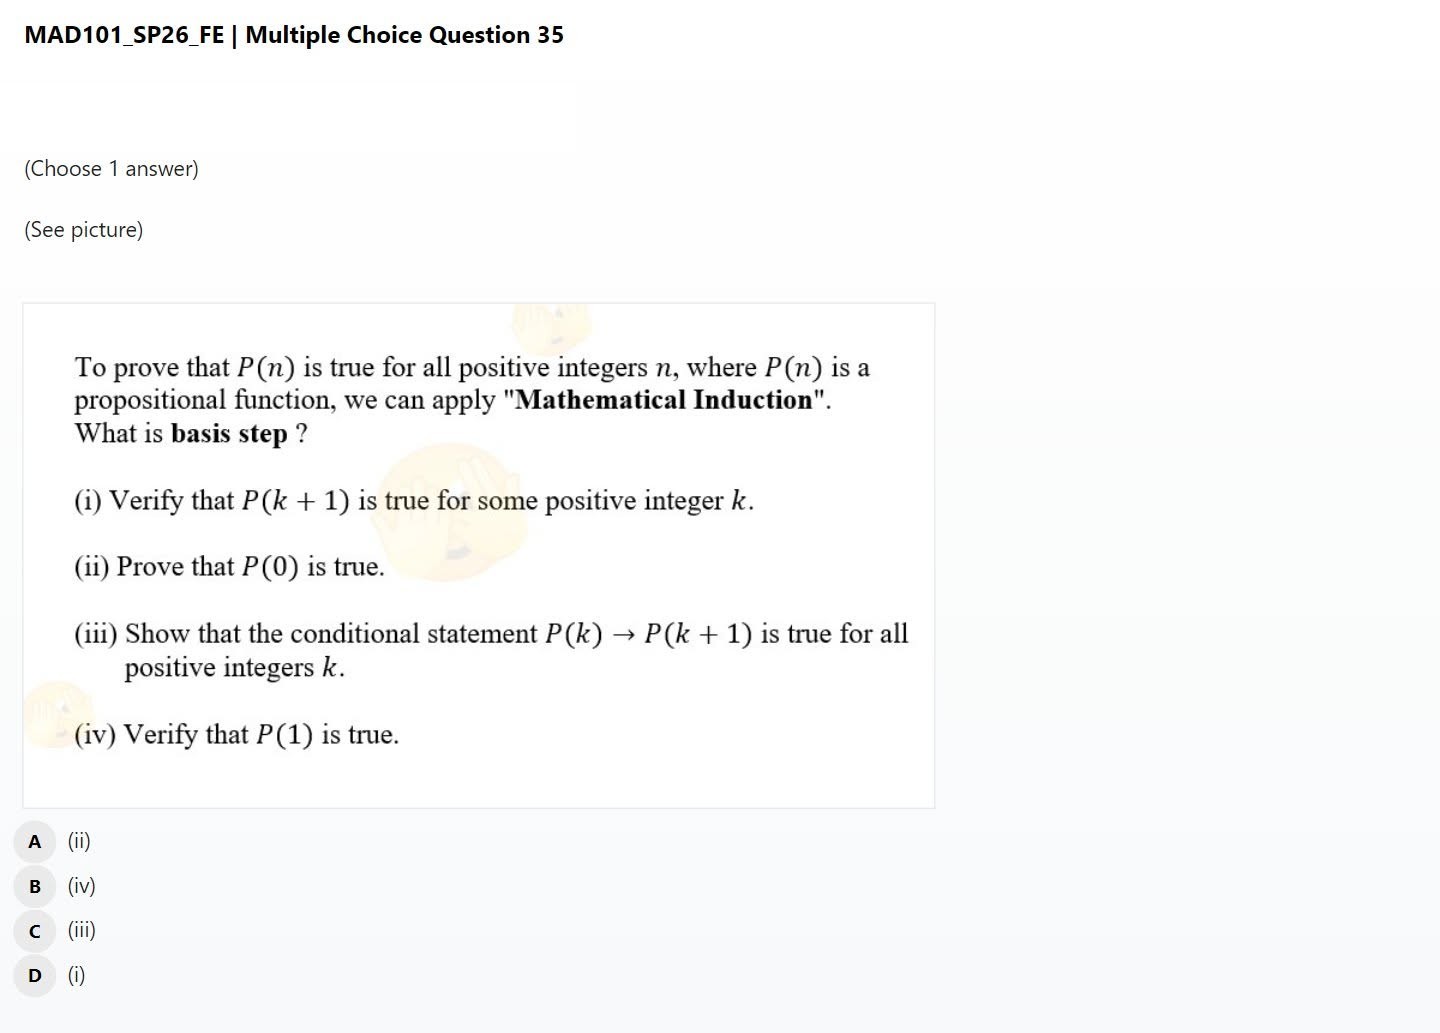 MAD101_SP26_FE | Multiple Choice Question 35
(Choose 1 answer)
(See picture)
To prove that P(n) is true for all positive integers n, where P(n) is a
propositional function, we can apply "Mathematical Induction".
What is basis step ?
(i) Verify that P(k + 1) is true for some positive integer k.
(ii) Prove that P(0) is true.
(iii) Show that the conditional statement P(k) → P(k + 1) is true for all
positive integers k.
(iv) Verify that P(1) is true.
A (ii)
B (iv)
C (iii)
D (i)